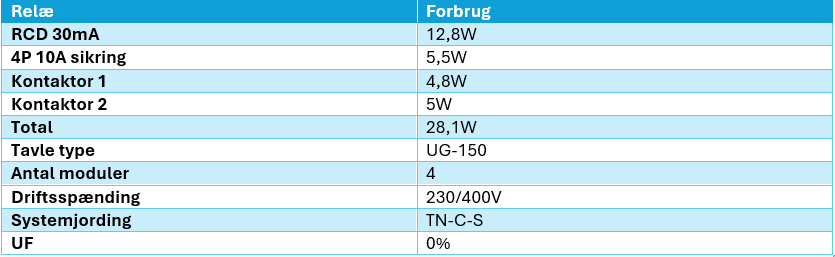 Relæ Forbrug
RCD 30mA 12,8W
4P 10A sikring 5,5W
Kontaktor 1 4,8W
Kontaktor 2 5W
Total 28,1W
Tavle type UG-150
Antal moduler 4
Driftsspænding 230/400V
Systemjording TN-C-S
UF 0%